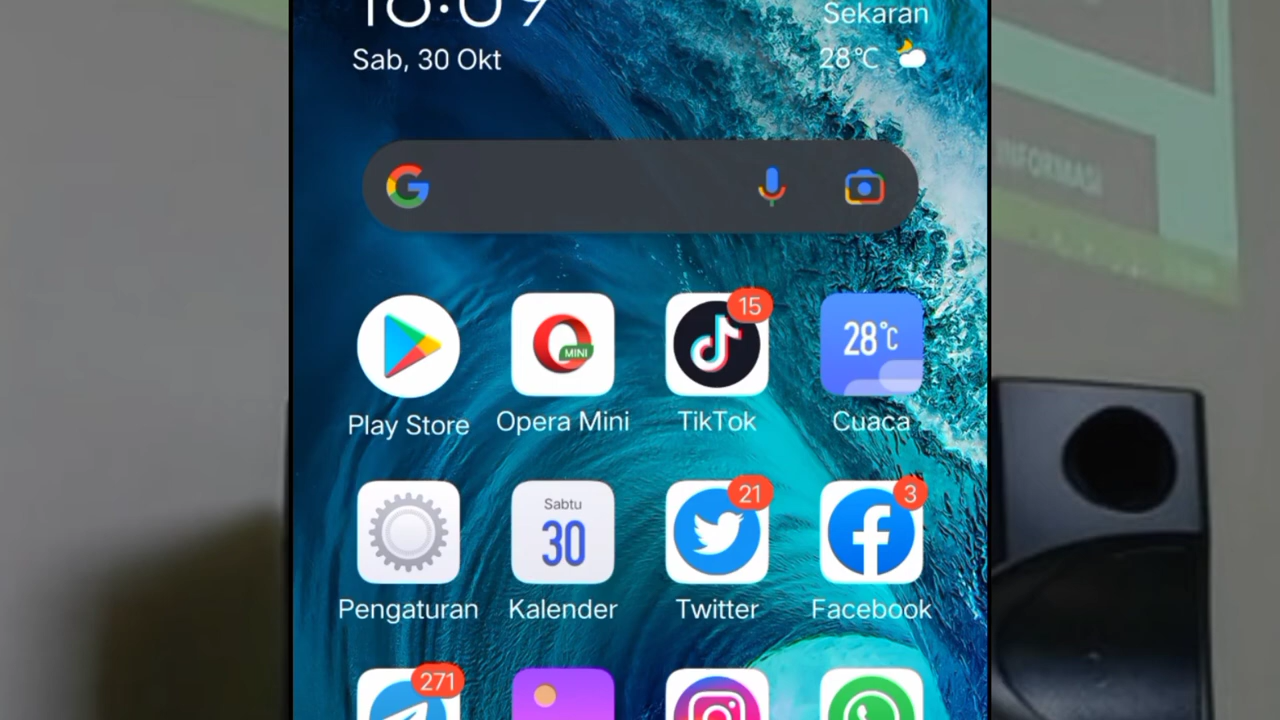 Sekaran
Sab, 30 Okt
28°C
15
MINI
28°C
Play Store
Opera Mini
TikTok
Cuaca
21
3
Sabtu
30
Pengaturan
Kalender
Twitter
Facebook
271
INFORMASI